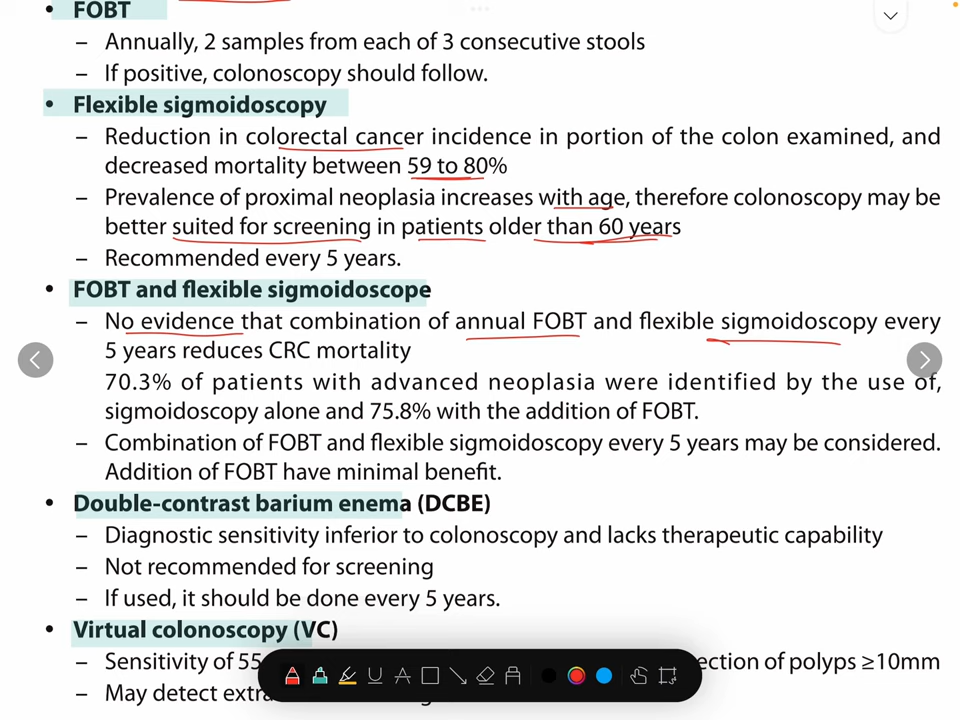 • FOBT
– Annually, 2 samples from each of 3 consecutive stools
– If positive, colonoscopy should follow.
• Flexible sigmoidoscopy
– Reduction in colorectal cancer incidence in portion of the colon examined, and
decreased mortality between 59 to 80%
– Prevalence of proximal neoplasia increases with age, therefore colonoscopy may be
better suited for screening in patients older than 60 years
– Recommended every 5 years.
• FOBT and flexible sigmoidoscope
– No evidence that combination of annual FOBT and flexible sigmoidoscopy every
5 years reduces CRC mortality
70.3% of patients with advanced neoplasia were identified by the use of,
sigmoidoscopy alone and 75.8% with the addition of FOBT.
– Combination of FOBT and flexible sigmoidoscopy every 5 years may be considered.
Addition of FOBT have minimal benefit.
• Double-contrast barium enema (DCBE)
– Diagnostic sensitivity inferior to colonoscopy and lacks therapeutic capability
– Not recommended for screening
– If used, it should be done every 5 years.
• Virtual colonoscopy (VC)
– Sensitivity of 55 ection of polyps ≥10mm
– May detect extra